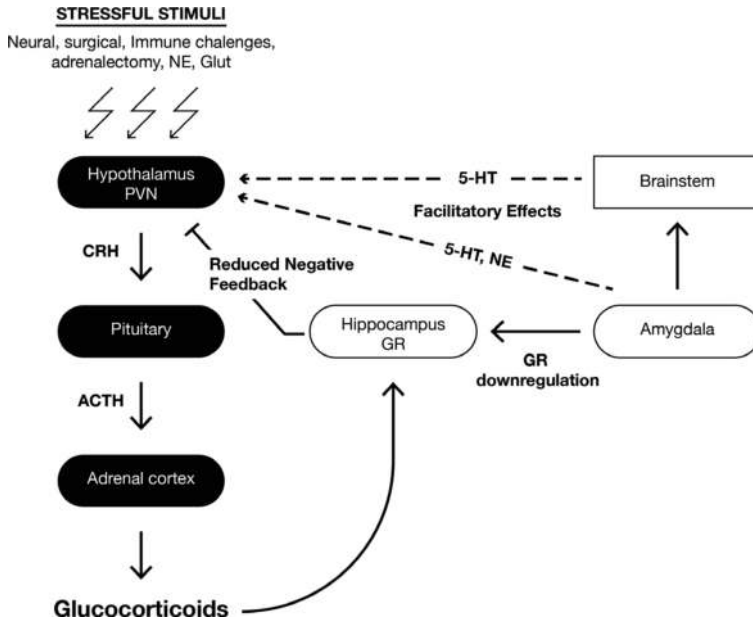 STRESSFUL STIMULI
Neural, surgical, Immune chalenges,
adrenalectomy, NE, Glut
Hypothalamus
PVN
5-HT
Brainstem
Facilitatory Effects
CRH
Reduced Negative
Feedback
5-HT, NE
Pituitary
Hippocampus
GR
Amygdala
GR
downregulation
ACTH
Adrenal cortex
Glucocorticoids